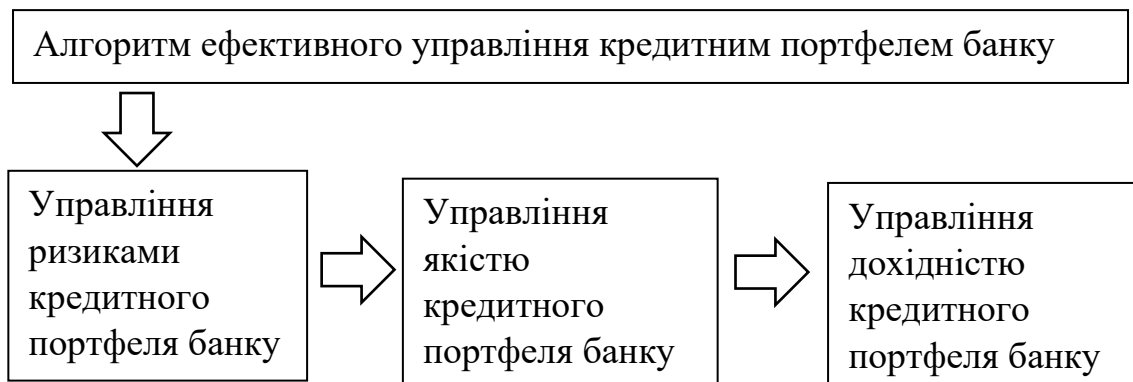 Алгоритм ефективного управління кредитним портфелем банку
Управління
ризиками
кредитного
портфеля банку
Управління
якістю
кредитного
портфеля банку
Управління
дохідністю
кредитного
портфеля банку